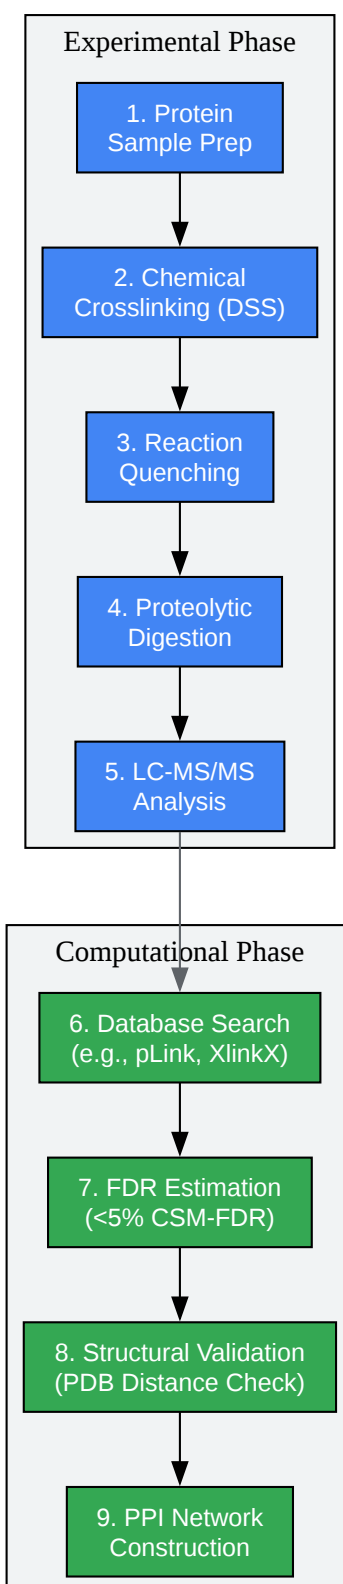 Experimental Phase
1. Protein
Sample Prep
2. Chemical
Crosslinking (DSS)
3. Reaction
Quenching
4. Proteolytic
Digestion
5. LC-MS/MS
Analysis
Computational Phase
6. Database Search
(e.g., pLink, XlinkX)
7. FDR Estimation
(<5% CSM-FDR)
8. Structural Validation
(PDB Distance Check)
9. PPI Network
Construction